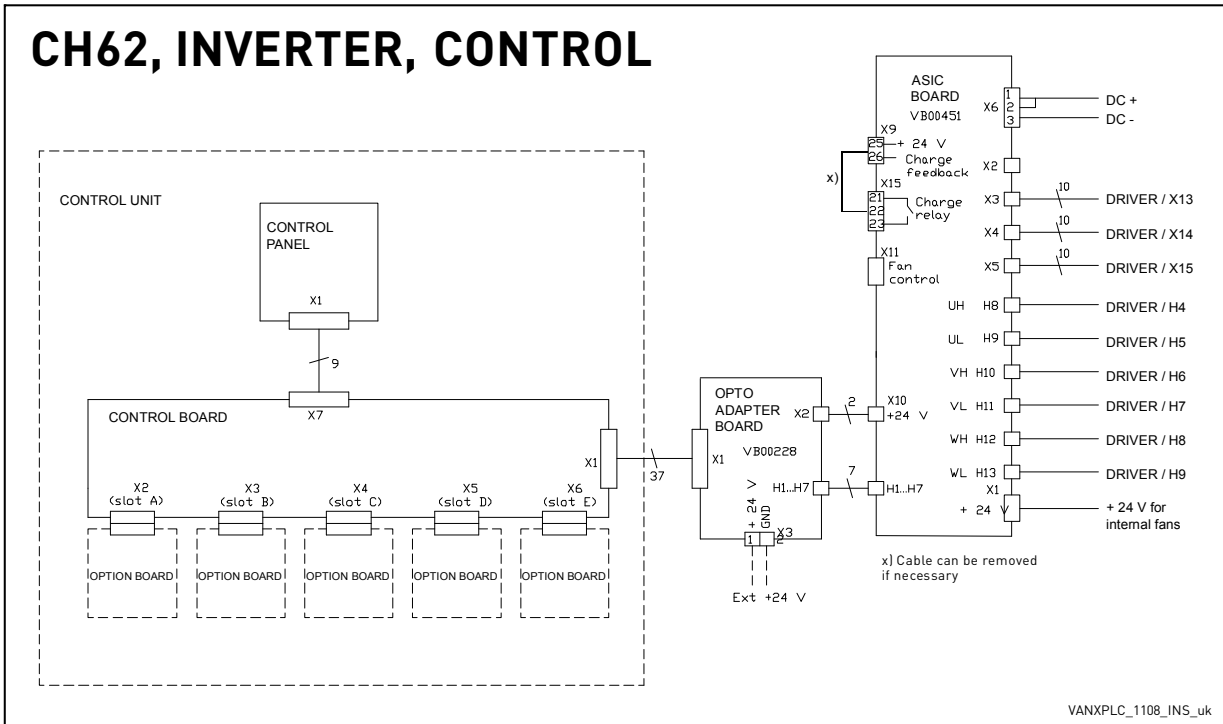 CH62, INVERTER, CONTROL
CONTROL UNIT
CONTROL
PANEL
X1
9
X7
CONTROL BOARD
X1
37
X2
(slot A)
X3
(slot B)
X4
(slot C)
X5
(slot D)
X6
(slot E)
OPTION BOARD
OPTION BOARD
OPTION BOARD
OPTION BOARD
OPTION BOARD
OPTO
ADAPTER
BOARD
VB00228
X1
X2
2
H1...H7
7
+ 24 V
GND
1
2
X3
Ext +24 V
ASIC
BOARD
VB00451
X9
25
+ 24 V
26
Charge
feedback
x)
X15
21
22
23
Charge
relay
X11
Fan
control
X10
+24 V
H1...H7
X6
1
2
3
DC +
DC -
X2
X3
10
DRIVER / X13
X4
10
DRIVER / X14
X5
10
DRIVER / X15
UH H8
DRIVER / H4
UL H9
DRIVER / H5
VH H10
DRIVER / H6
VL H11
DRIVER / H7
WH H12
DRIVER / H8
WL H13
DRIVER / H9
X1
+ 24 V
+ 24 V for
internal fans
x) Cable can be removed
if necessary
VANXPLC_1108_INS_uk